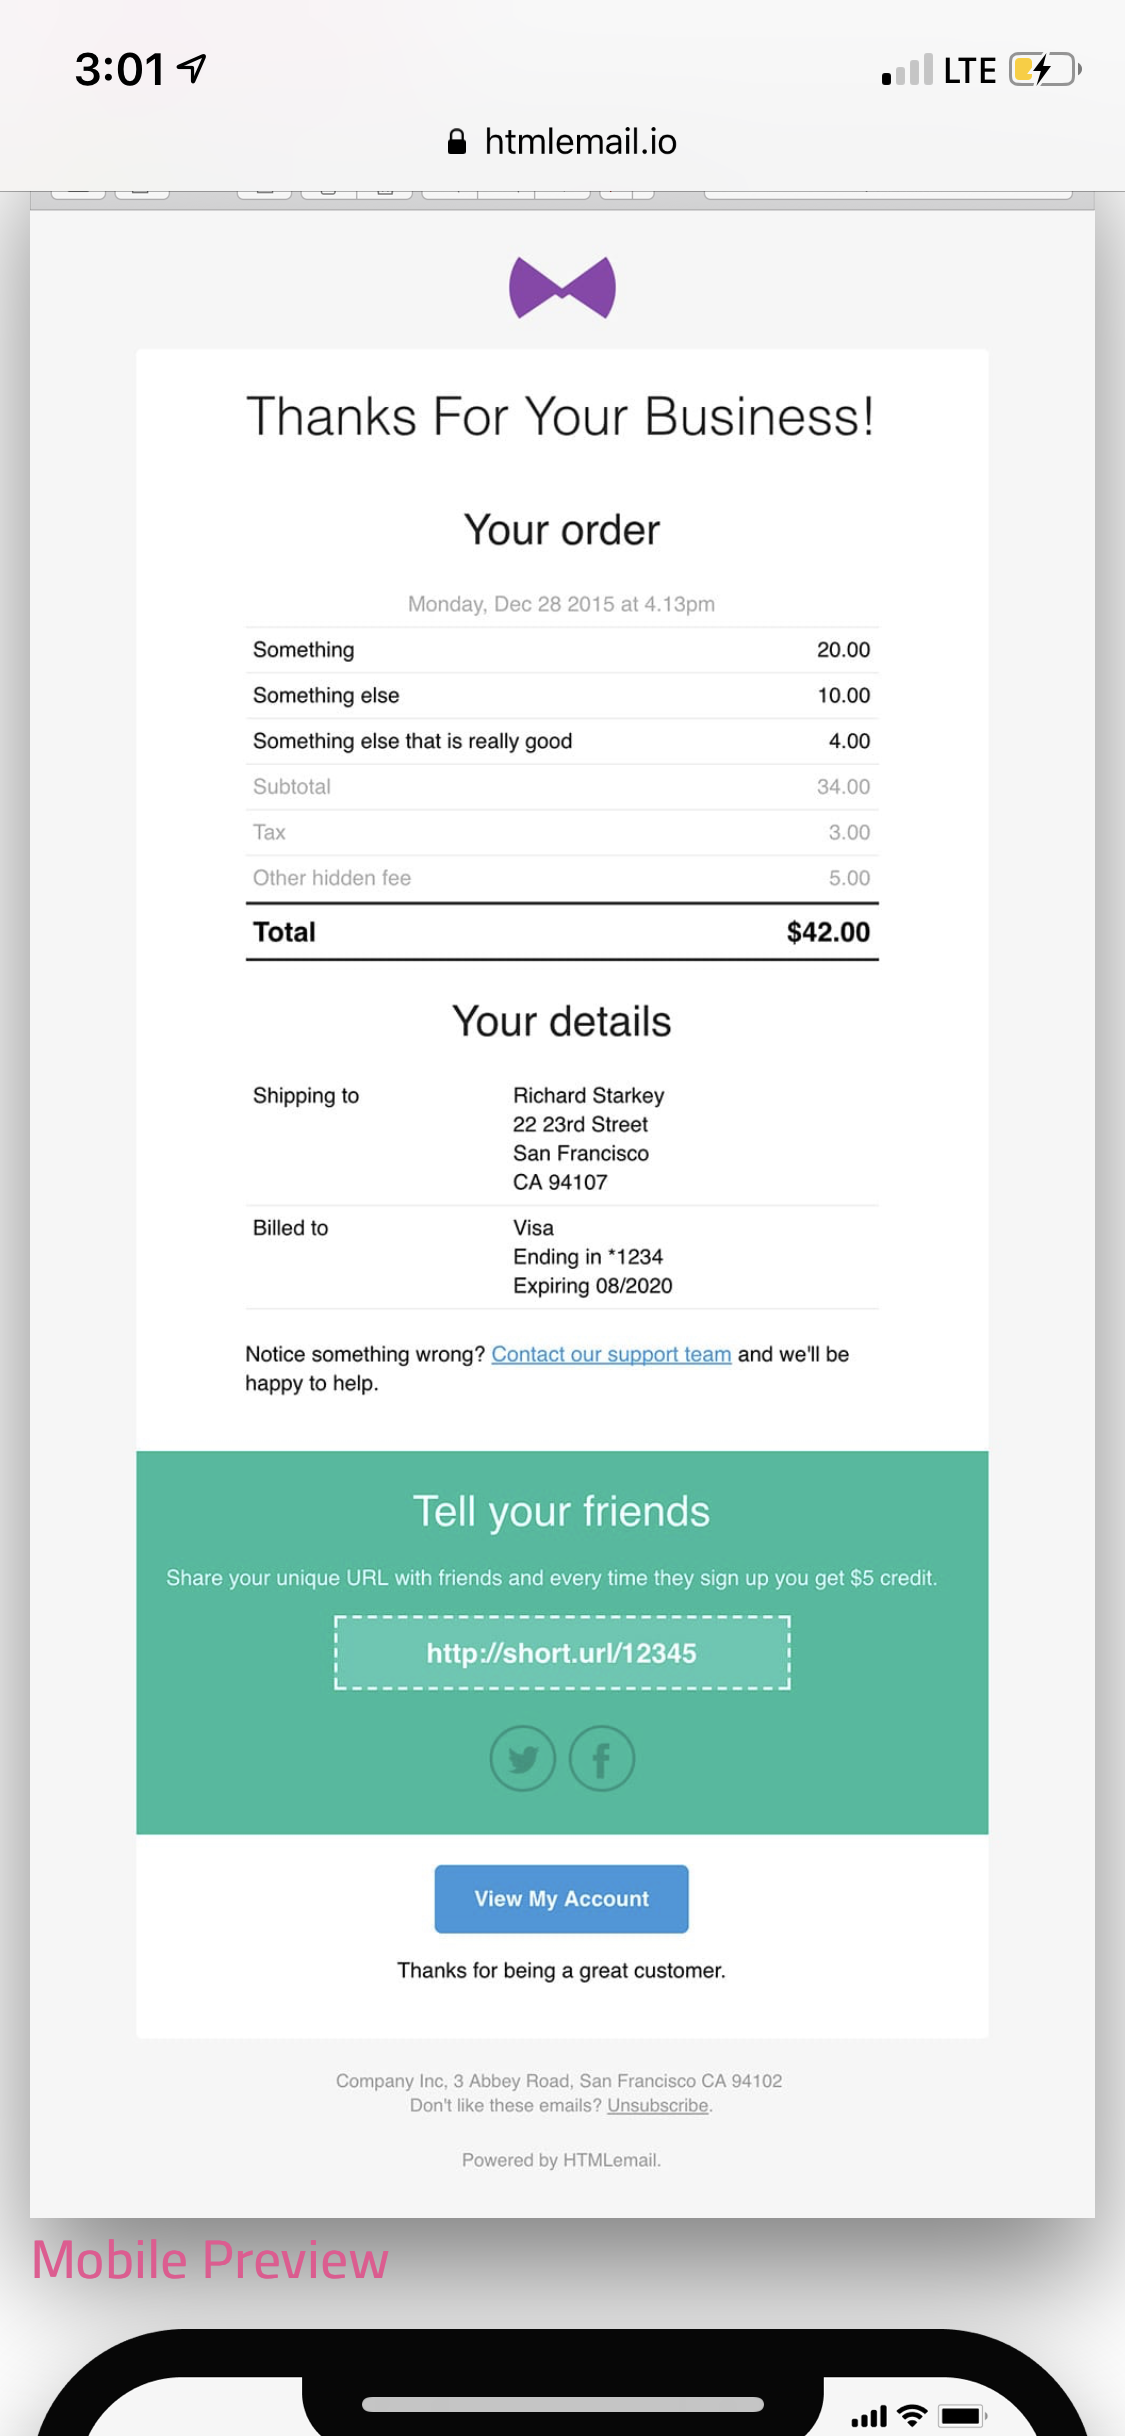 3:01
LTE
htmlemail.io
Thanks For Your Business!
Your order
Monday, Dec 28 2015 at 4.13pm
Something 20.00
Something else 10.00
Something else that is really good 4.00
Subtotal 34.00
Tax 3.00
Other hidden fee 5.00
Total $42.00
Your details
Shipping to Richard Starkey
22 23rd Street
San Francisco
CA 94107
Billed to Visa
Ending in *1234
Expiring 08/2020
Notice something wrong? Contact our support team and we'll be
happy to help.
Tell your friends
Share your unique URL with friends and every time they sign up you get $5 credit.
http://short.url/12345
View My Account
Thanks for being a great customer.
Company Inc, 3 Abbey Road, San Francisco CA 94102
Don't like these emails? Unsubscribe.
Powered by HTMLemail.
Mobile Preview